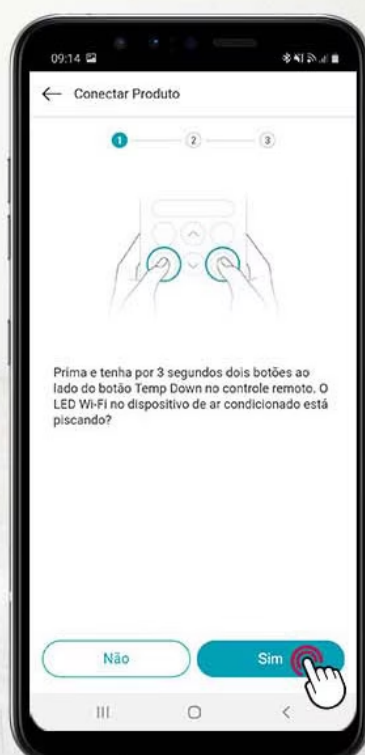 09:14
Conectar Produto
1 2 3
Prima e tenha por 3 segundos dois botões ao
lado do botão Temp Down no controle remoto. O
LED Wi-Fi no dispositivo de ar condicionado está
piscando?
Não Sim